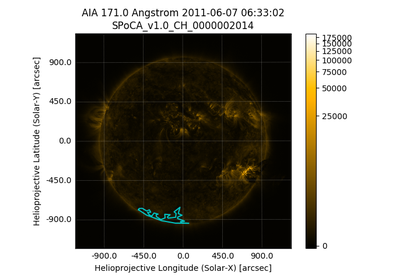 AIA 171.0 Angstrom 2011-06-07 06:33:02
SPoCA_v1.0_CH_0000002014
175000
150000
125000
100000
75000
50000
25000
0
900.0
450.0
0.0
-450.0
-900.0
Helioprojective Latitude (Solar-Y) [arcsec]
-900.0 -450.0 0.0 450.0 900.0
Helioprojective Longitude (Solar-X) [arcsec]